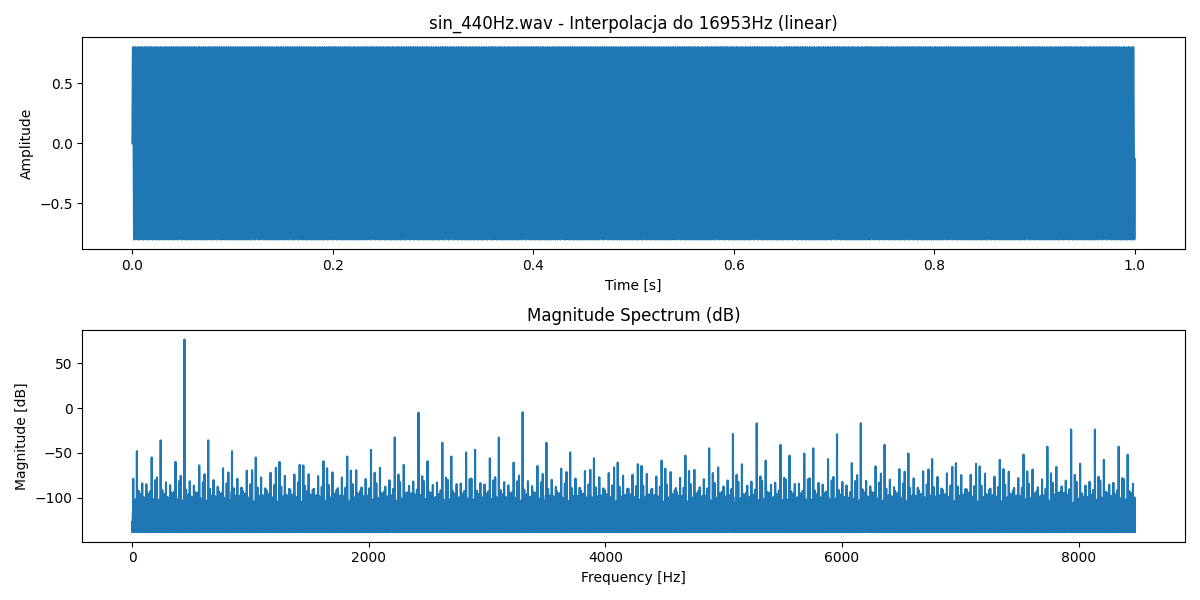 sin_440Hz.wav - Interpolacja do 16953Hz (linear)
Amplitude
0.5
0.0
−0.5
0.0 0.2 0.4 0.6 0.8 1.0
Time [s]
Magnitude Spectrum (dB)
Magnitude [dB]
50
0
−50
−100
0 2000 4000 6000 8000
Frequency [Hz]